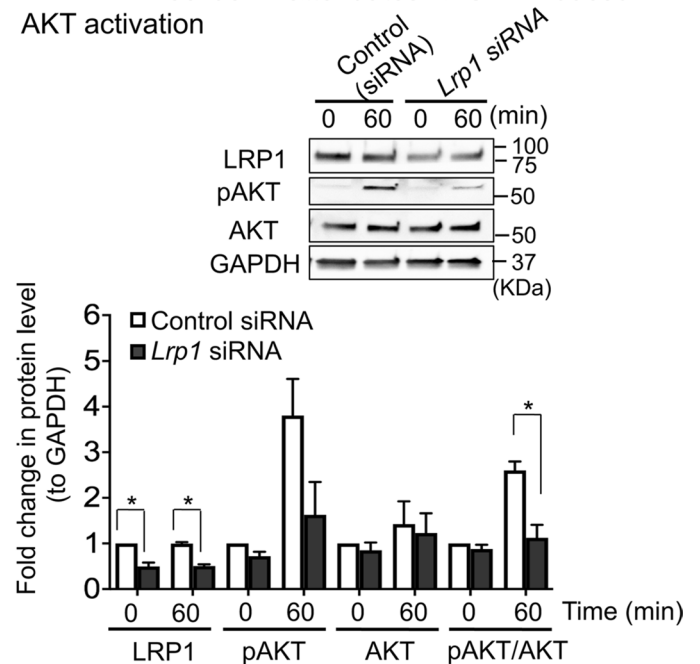 AKT activation
Control
(siRNA)
Lrp1 siRNA
0 60 0 60 (min)
LRP1
100
75
pAKT
50
AKT
50
GAPDH
37
(KDa)
Fold change in protein level
(to GAPDH)
6
5
4
3
2
1
0
Control siRNA
Lrp1 siRNA
* * *
0 60 0 60 0 60 0 60 Time (min)
LRP1 pAKT AKT pAKT/AKT